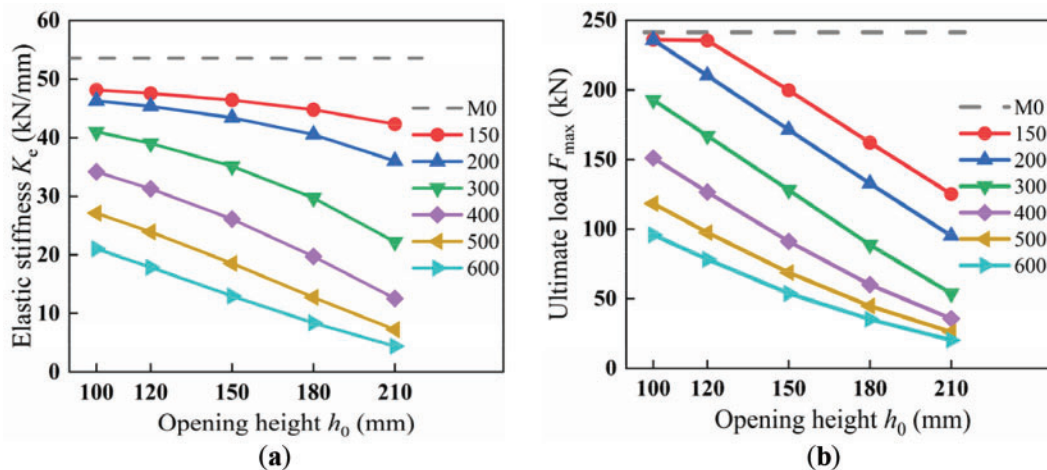 60
50
40
30
20
10
0
Elastic stiffness Kₑ (kN/mm)
100 120 150 180 210
Opening height h₀ (mm)
M0
150
200
300
400
500
600
(a)
250
200
150
100
50
0
Ultimate load Fₘₐₓ (kN)
100 120 150 180 210
Opening height h₀ (mm)
M0
150
200
300
400
500
600
(b)